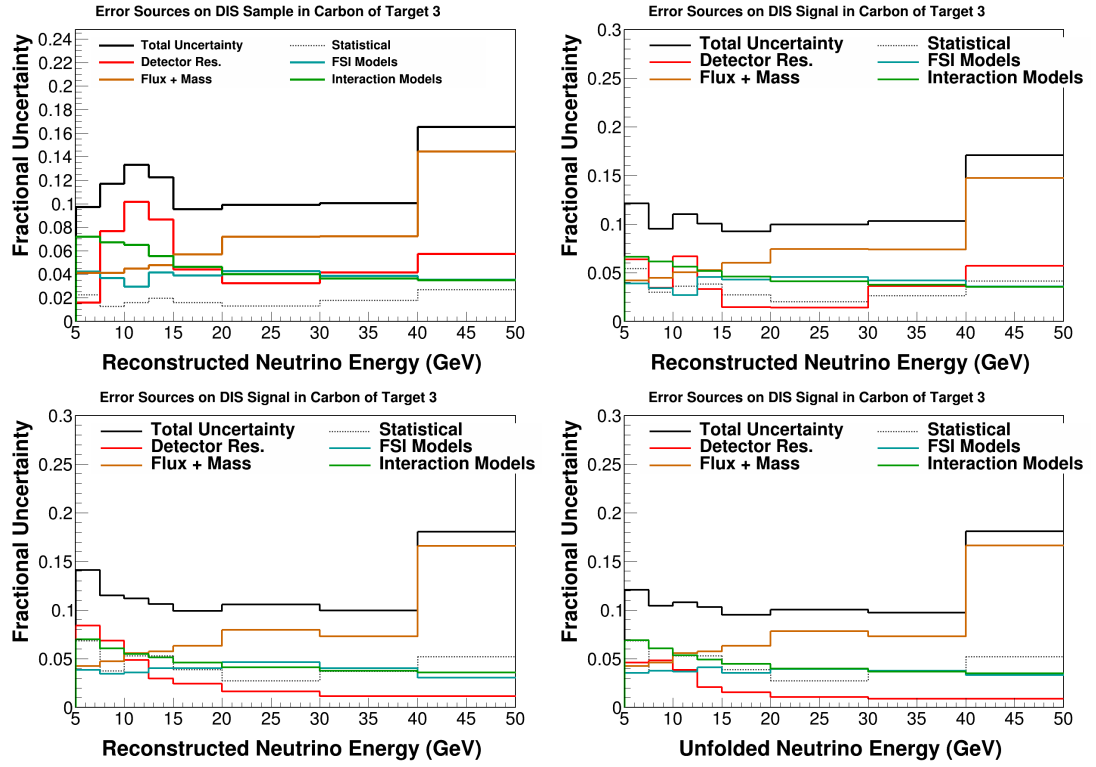 Error Sources on DIS Sample in Carbon of Target 3
Fractional Uncertainty
0.24
0.22
0.2
0.18
0.16
0.14
0.12
0.1
0.08
0.06
0.04
0.02
0
Total Uncertainty
Detector Res.
Flux + Mass
Statistical
FSI Models
Interaction Models
5 10 15 20 25 30 35 40 45 50
Reconstructed Neutrino Energy (GeV)
Error Sources on DIS Signal in Carbon of Target 3
Fractional Uncertainty
0.3
0.25
0.2
0.15
0.1
0.05
0
Total Uncertainty
Detector Res.
Flux + Mass
Statistical
FSI Models
Interaction Models
5 10 15 20 25 30 35 40 45 50
Reconstructed Neutrino Energy (GeV)
Error Sources on DIS Signal in Carbon of Target 3
Fractional Uncertainty
0.3
0.25
0.2
0.15
0.1
0.05
0
Total Uncertainty
Detector Res.
Flux + Mass
Statistical
FSI Models
Interaction Models
5 10 15 20 25 30 35 40 45 50
Reconstructed Neutrino Energy (GeV)
Error Sources on DIS Signal in Carbon of Target 3
Fractional Uncertainty
0.3
0.25
0.2
0.15
0.1
0.05
0
Total Uncertainty
Detector Res.
Flux + Mass
Statistical
FSI Models
Interaction Models
5 10 15 20 25 30 35 40 45 50
Unfolded Neutrino Energy (GeV)